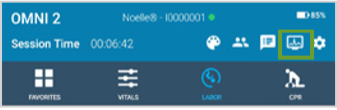 OMNI 2 Noelle® - I0000001 85%
Session Time 00:06:42
FAVORITES VITALS LABOR CPR